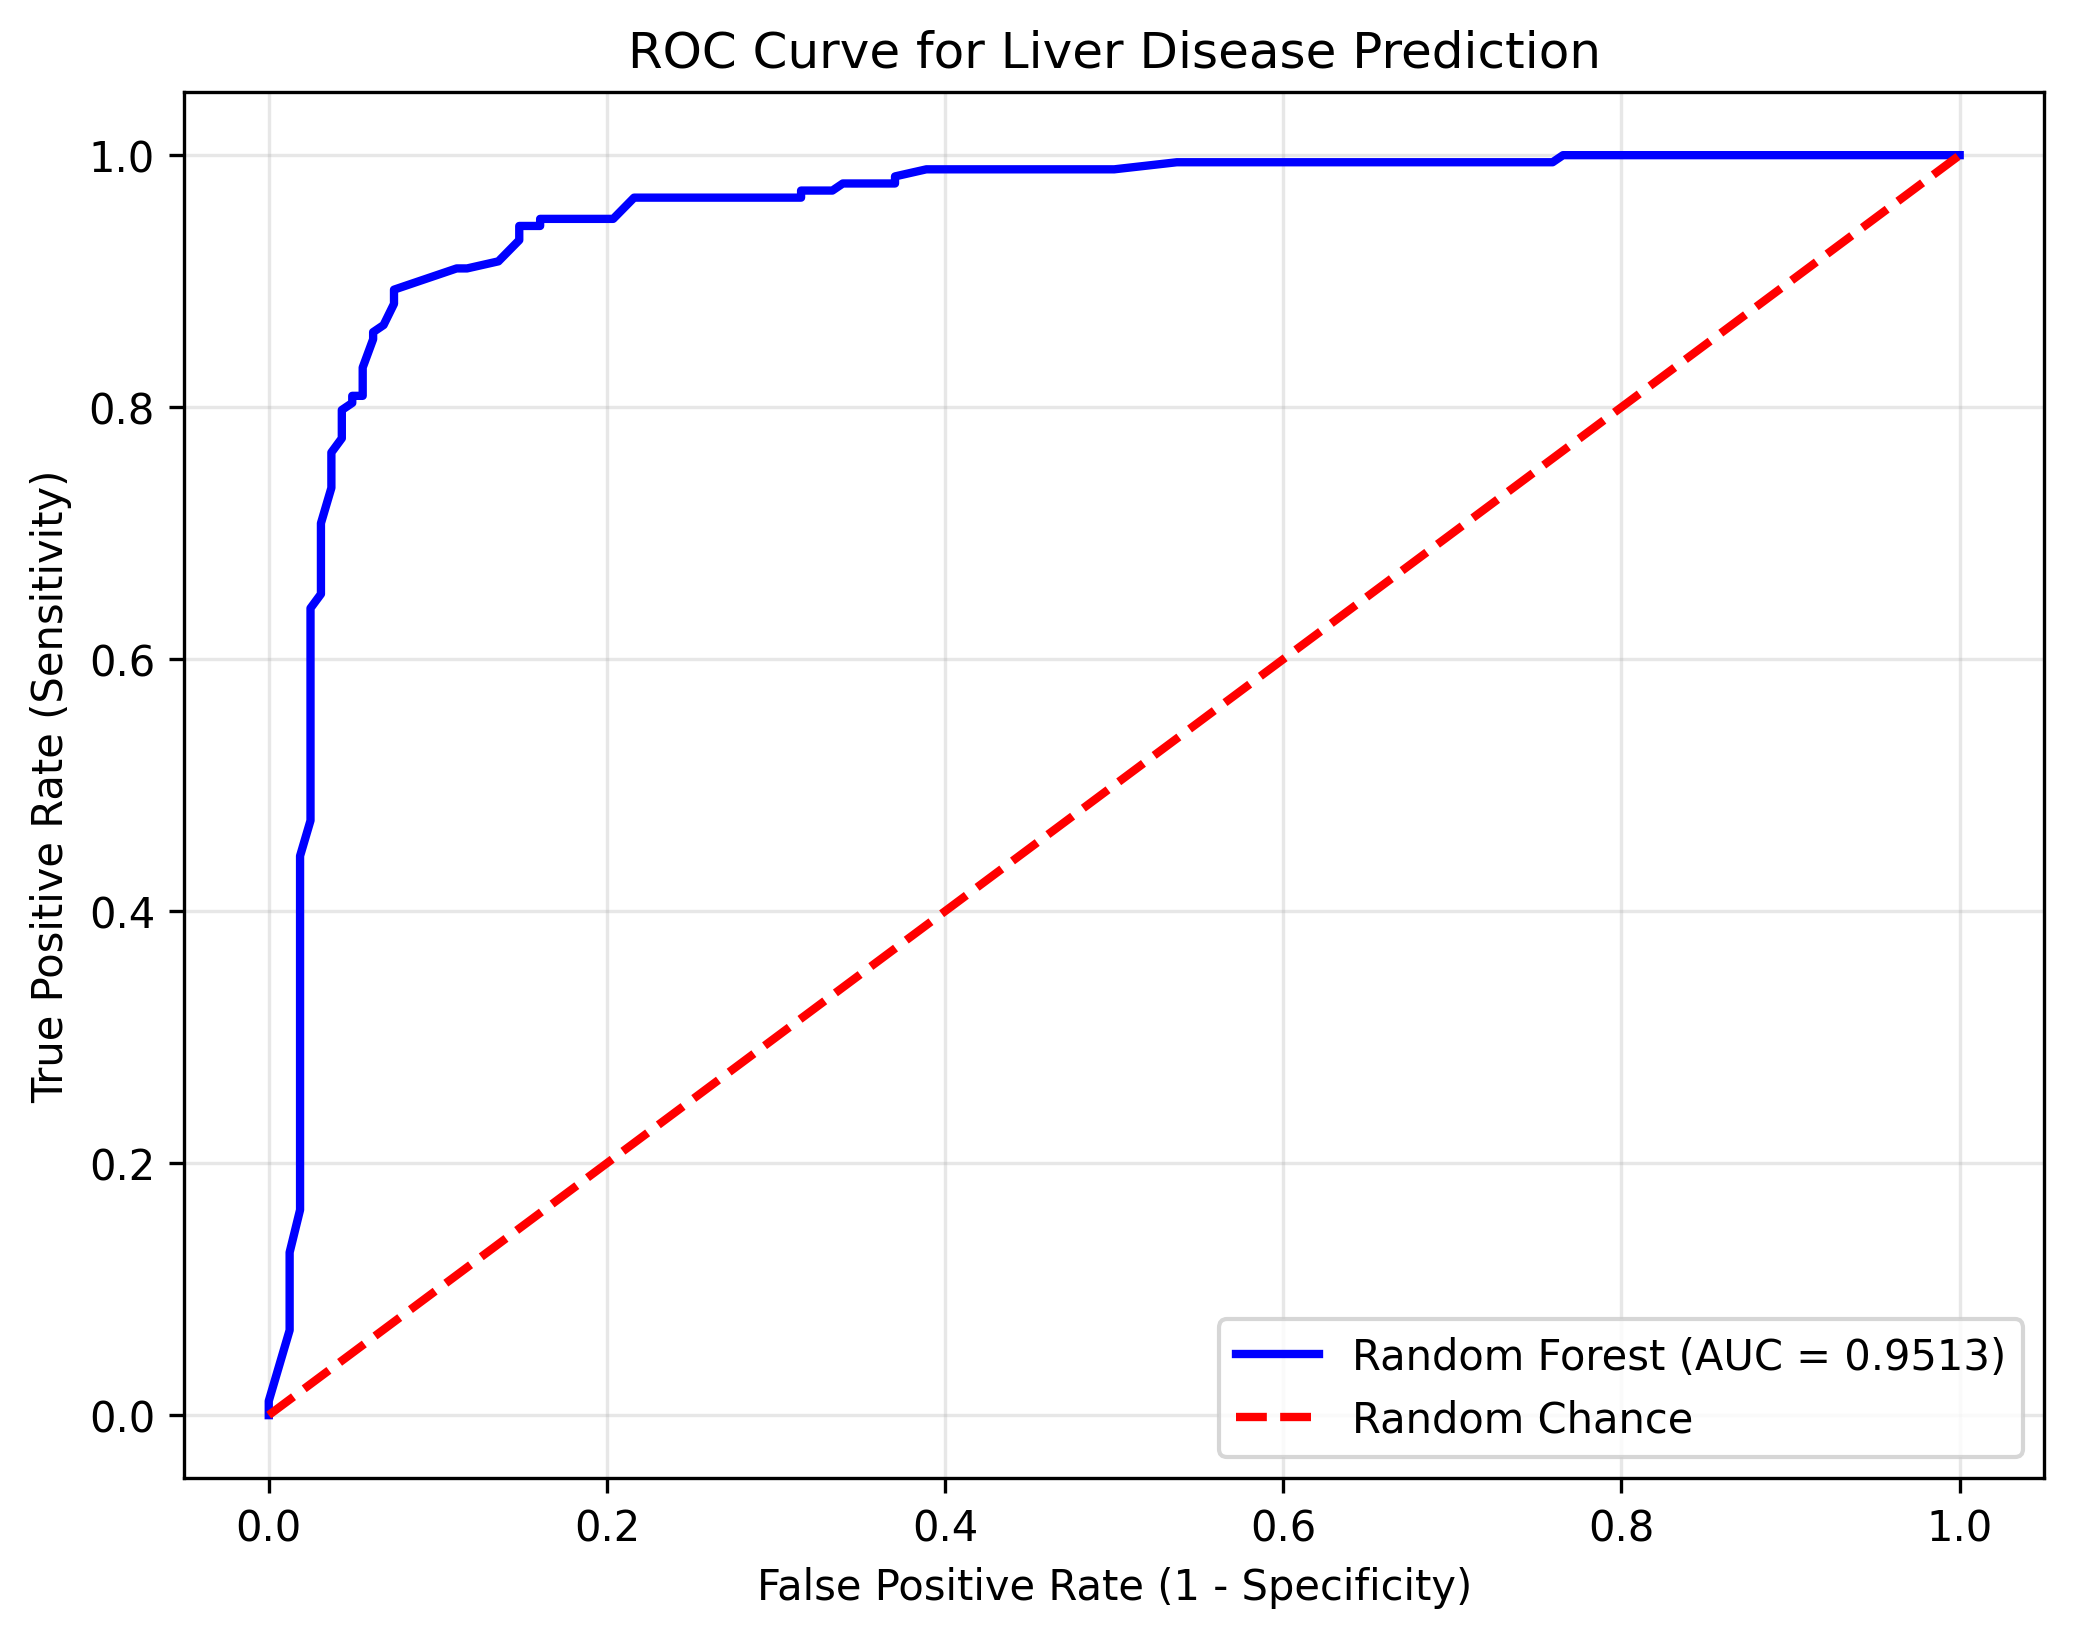 ROC Curve for Liver Disease Prediction
True Positive Rate (Sensitivity)
1.0
0.8
0.6
0.4
0.2
0.0
Random Forest (AUC = 0.9513)
Random Chance
0.0 0.2 0.4 0.6 0.8 1.0
False Positive Rate (1 - Specificity)